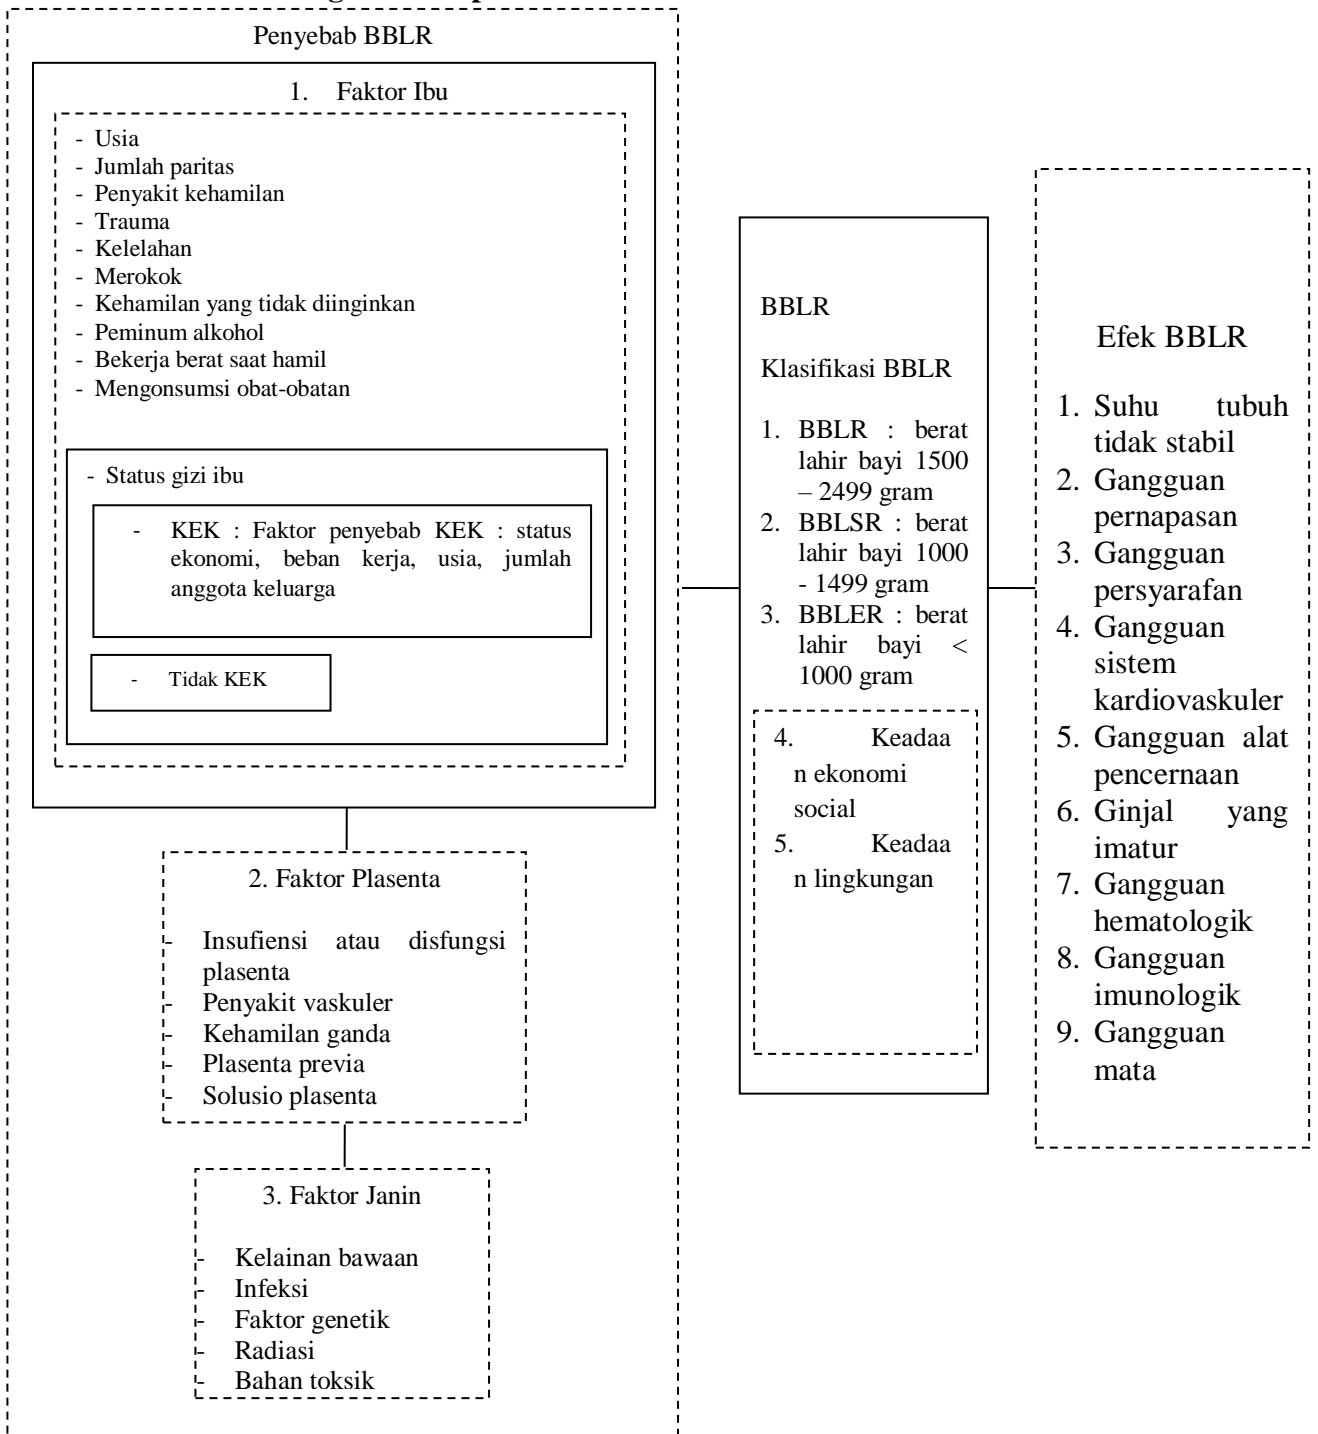 Penyebab BBLR
1. Faktor Ibu
- Usia
- Jumlah paritas
- Penyakit kehamilan
- Trauma
- Kelelahan
- Merokok
- Kehamilan yang tidak diinginkan
- Peminum alkohol
- Bekerja berat saat hamil
- Mengonsumsi obat-obatan
- Status gizi ibu
- KEK : Faktor penyebab KEK : status
ekonomi, beban kerja, usia, jumlah
anggota keluarga
- Tidak KEK
2. Faktor Plasenta
- Insufiensi atau disfungsi
plasenta
- Penyakit vaskuler
- Kehamilan ganda
- Plasenta previa
- Solusio plasenta
3. Faktor Janin
- Kelainan bawaan
- Infeksi
- Faktor genetik
- Radiasi
- Bahan toksik
BBLR
Klasifikasi BBLR
1. BBLR : berat
lahir bayi 1500
– 2499 gram
2. BBLSR : berat
lahir bayi 1000
- 1499 gram
3. BBLER : berat
lahir bayi <
1000 gram
4. Keadaa
n ekonomi
social
5. Keadaa
n lingkungan
Efek BBLR
1. Suhu tubuh
tidak stabil
2. Gangguan
pernapasan
3. Gangguan
persyarafan
4. Gangguan
sistem
kardiovaskuler
5. Gangguan alat
pencernaan
6. Ginjal yang
imatur
7. Gangguan
hematologik
8. Gangguan
imunologik
9. Gangguan
mata